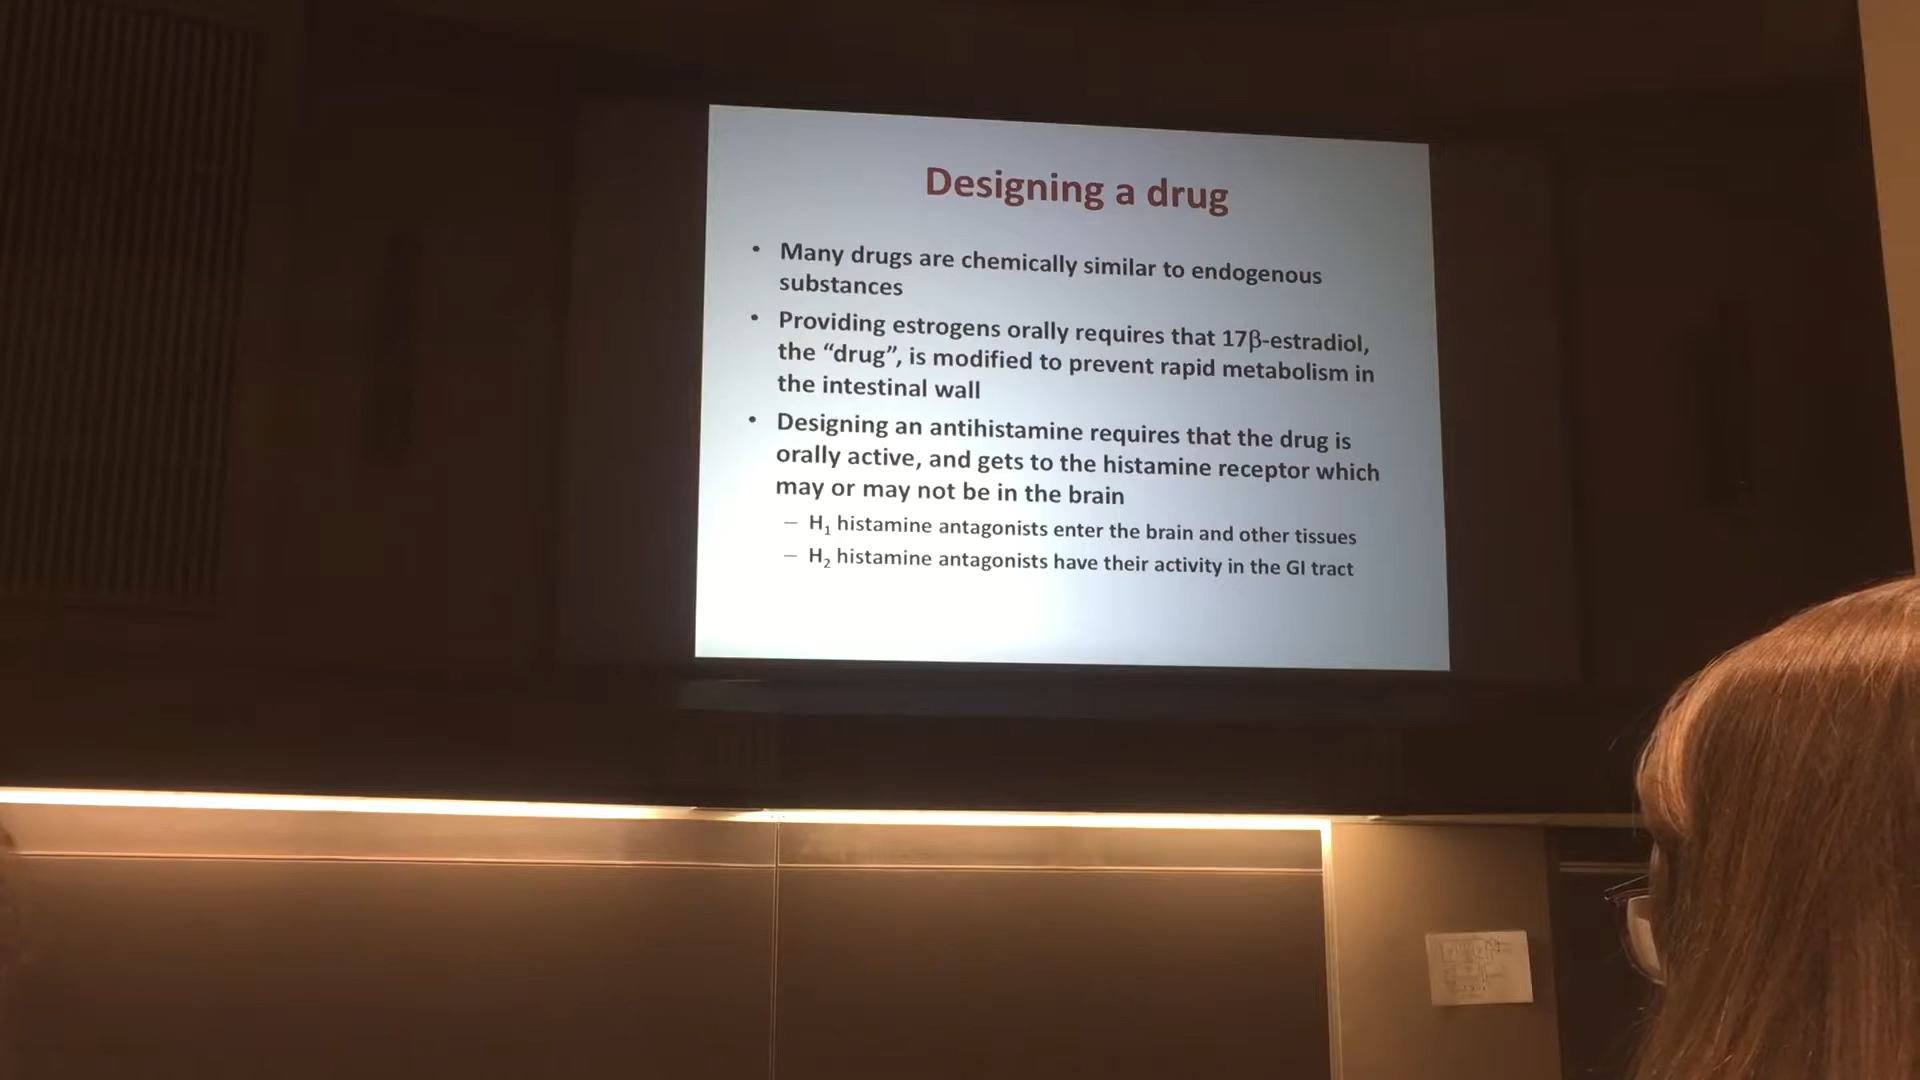 Designing a drug
• Many drugs are chemically similar to endogenous
substances
• Providing estrogens orally requires that 17β-estradiol,
the “drug”, is modified to prevent rapid metabolism in
the intestinal wall
• Designing an antihistamine requires that the drug is
orally active, and gets to the histamine receptor which
may or may not be in the brain
– H₁ histamine antagonists enter the brain and other tissues
– H₂ histamine antagonists have their activity in the GI tract